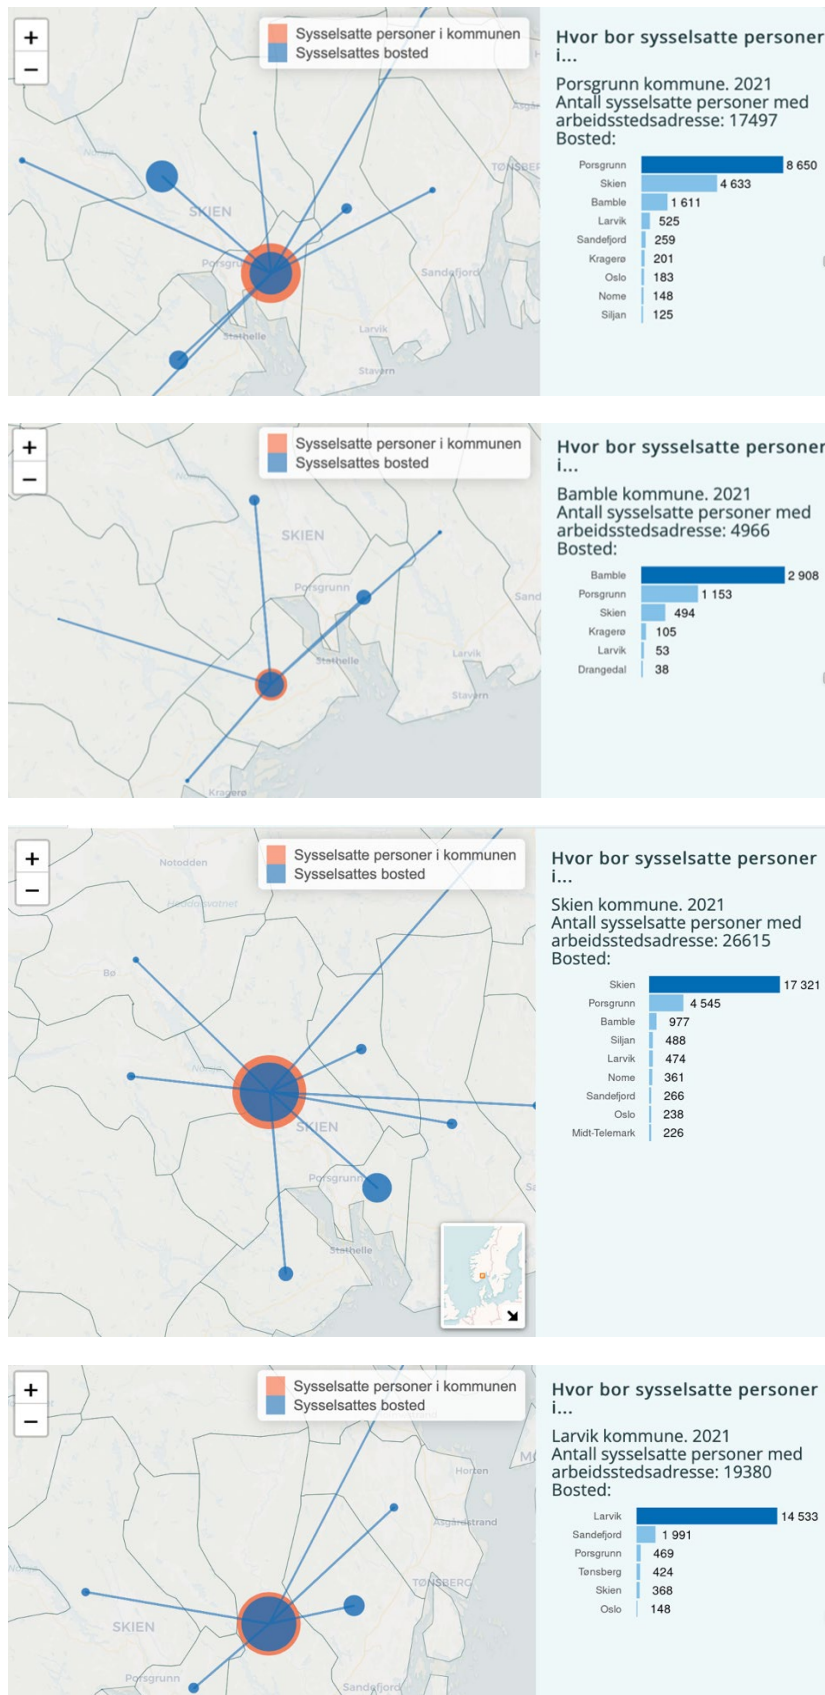 +
−
Sysselsatte personer i kommunen
Sysselsattes bosted
SKIEN
Porsgru
Stathelle
Larvik
Stavern
Sandefjord
TØNSBER
Åsgå
Hvor bor sysselsatte personer
i...
Porsgrunn kommune. 2021
Antall sysselsatte personer med
arbeidsstedsadresse: 17497
Bosted:
Porsgrunn 8 650
Skien 4 633
Bamble 1 611
Larvik 525
Sandefjord 259
Kragerø 201
Oslo 183
Nome 148
Siljan 125
+
−
Sysselsatte personer i kommunen
Sysselsattes bosted
SKIEN
Porsgrunn
Stathelle
Larvik
Stavern
Sand
Kragerø
Hvor bor sysselsatte personer
i...
Bamble kommune. 2021
Antall sysselsatte personer med
arbeidsstedsadresse: 4966
Bosted:
Bamble 2 908
Porsgrunn 1 153
Skien 494
Kragerø 105
Larvik 53
Drangedal 38
+
−
Sysselsatte personer i kommunen
Sysselsattes bosted
Notodden
Heddalsvatnet
Bø
SKIEN
Porsgrunn
Stathelle
Sa
Hvor bor sysselsatte personer
i...
Skien kommune. 2021
Antall sysselsatte personer med
arbeidsstedsadresse: 26615
Bosted:
Skien 17 321
Porsgrunn 4 545
Bamble 977
Siljan 488
Larvik 474
Nome 361
Sandefjord 266
Oslo 238
Midt-Telemark 226
+
−
Sysselsatte personer i kommunen
Sysselsattes bosted
Horten
Åsgårdstrand
TØNSBERG
SKIEN
Porsgrunn
Sandefjord
Hvor bor sysselsatte personer
i...
Larvik kommune. 2021
Antall sysselsatte personer med
arbeidsstedsadresse: 19380
Bosted:
Larvik 14 533
Sandefjord 1 991
Porsgrunn 469
Tønsberg 424
Skien 368
Oslo 148